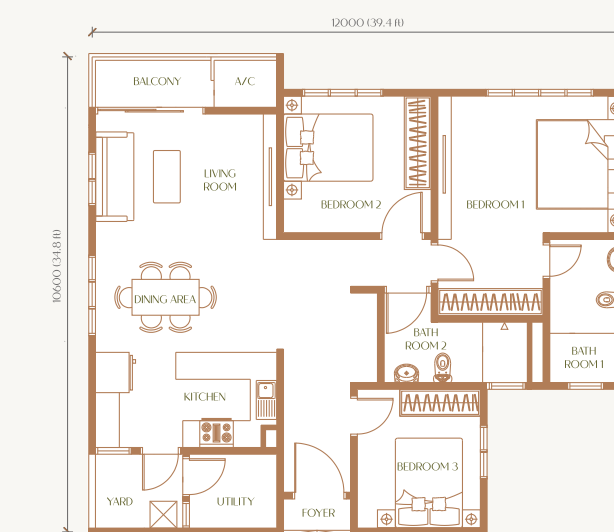 12000 (39.4 ft)
BALCONY
A/C
LIVING
ROOM
BEDROOM 2
BEDROOM 1
10600 (34.8 ft)
DINING AREA
BATH
ROOM 2
BATH
ROOM 1
KITCHEN
BEDROOM 3
YARD
UTILITY
FOYER